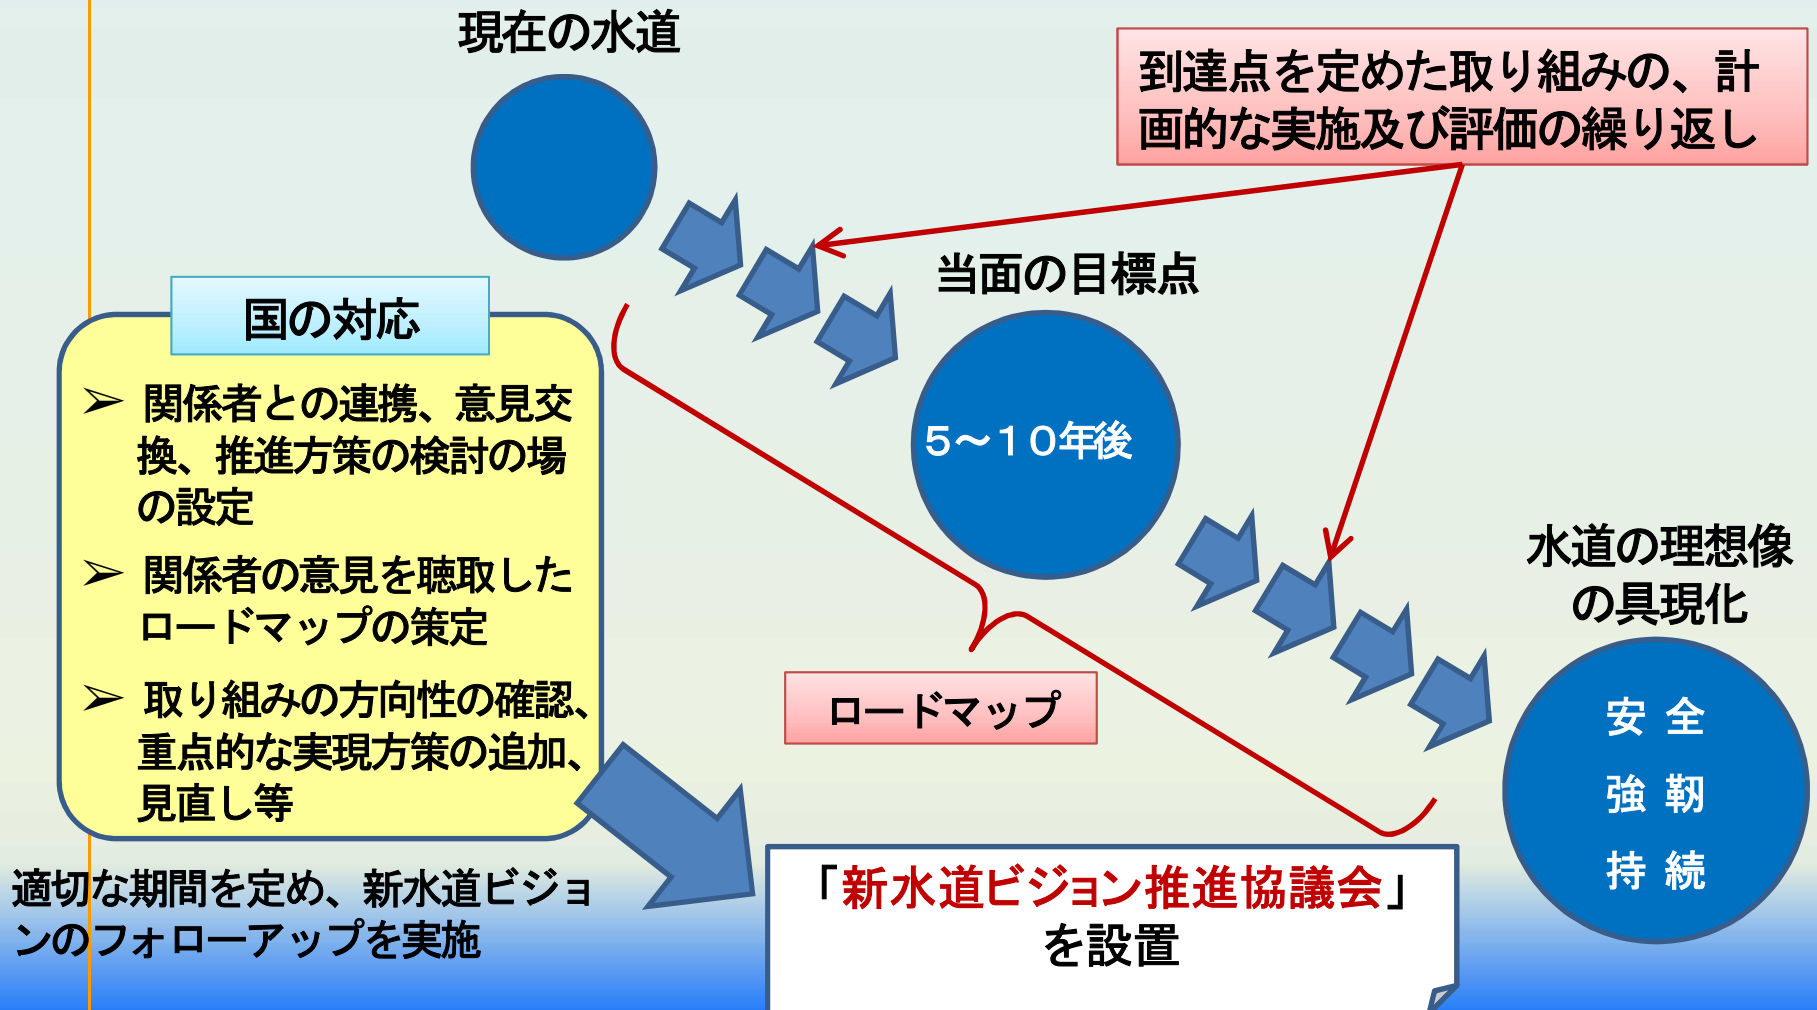 現在の水道
到達点を定めた取り組みの、計
画的な実施及び評価の繰り返し
当面の目標点
５～１０年後
国の対応
➢ 関係者との連携、意見交
換、推進方策の検討の場
の設定
➢ 関係者の意見を聴取した
ロードマップの策定
➢ 取り組みの方向性の確認、
重点的な実現方策の追加、
見直し等
水道の理想像
の具現化
安 全
強 靭
持 続
ロードマップ
適切な期間を定め、新水道ビジョ
ンのフォローアップを実施
「新水道ビジョン推進協議会」
を設置